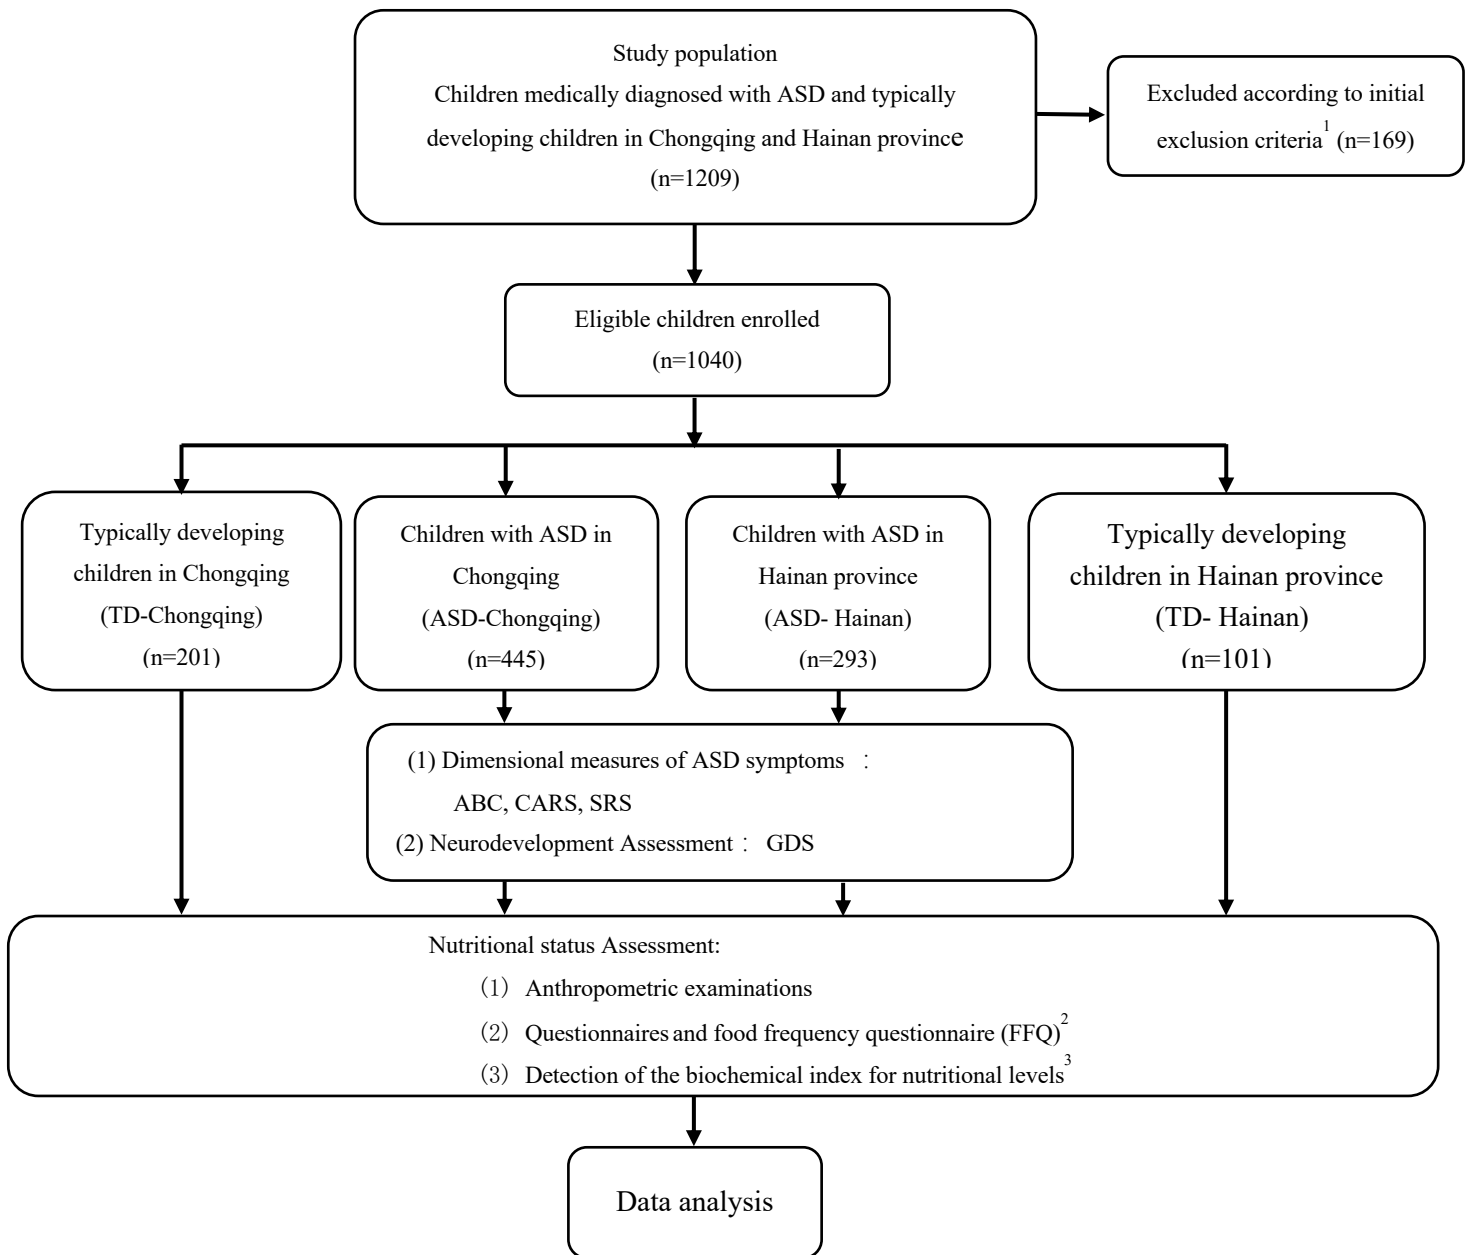 Study population
Children medically diagnosed with ASD and typically
developing children in Chongqing and Hainan province
(n=1209)
Excluded according to initial
exclusion criteria1 (n=169)
Eligible children enrolled
(n=1040)
Typically developing
children in Chongqing
(TD-Chongqing)
(n=201)
Children with ASD in
Chongqing
(ASD-Chongqing)
(n=445)
Children with ASD in
Hainan province
(ASD- Hainan)
(n=293)
Typically developing
children in Hainan province
(TD- Hainan)
(n=101)
(1) Dimensional measures of ASD symptoms :
ABC, CARS, SRS
(2) Neurodevelopment Assessment : GDS
Nutritional status Assessment:
(1) Anthropometric examinations
(2) Questionnaires and food frequency questionnaire (FFQ)2
(3) Detection of the biochemical index for nutritional levels3
Data analysis